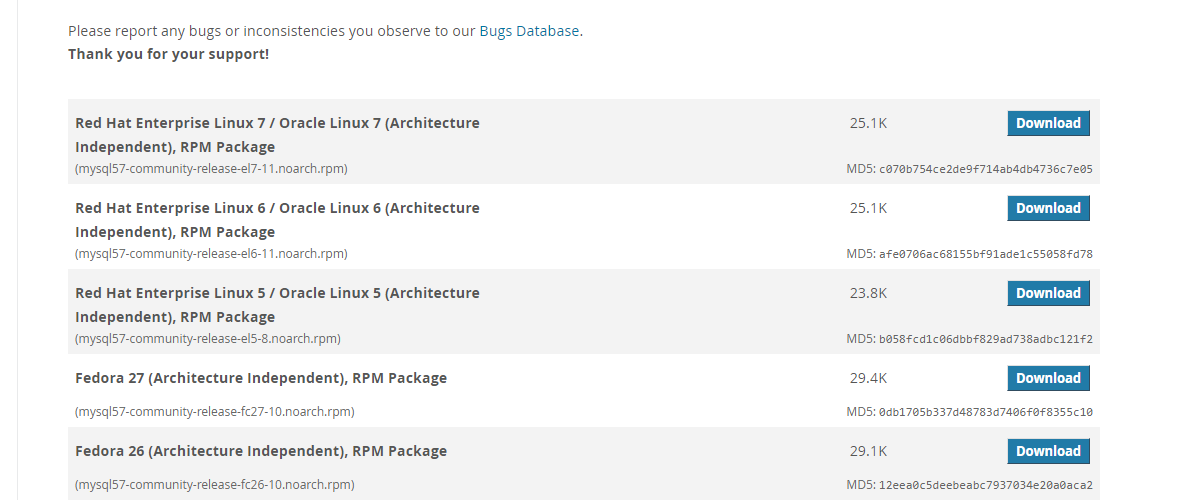 Please report any bugs or inconsistencies you observe to our Bugs Database.
Thank you for your support!
Red Hat Enterprise Linux 7 / Oracle Linux 7 (Architecture
Independent), RPM Package
25.1K
Download
(mysql57-community-release-el7-11.noarch.rpm)
MD5: c070b754ce2de9f714ab4db4736c7e05
Red Hat Enterprise Linux 6 / Oracle Linux 6 (Architecture
Independent), RPM Package
25.1K
Download
(mysql57-community-release-el6-11.noarch.rpm)
MD5: afe0706ac68155bf91ade1c55058fd78
Red Hat Enterprise Linux 5 / Oracle Linux 5 (Architecture
Independent), RPM Package
23.8K
Download
(mysql57-community-release-el5-8.noarch.rpm)
MD5: b058fcd1c06dbbf829ad738adbc121f2
Fedora 27 (Architecture Independent), RPM Package
29.4K
Download
(mysql57-community-release-fc27-10.noarch.rpm)
MD5: 0db1705b337d48783d7406f0f8355c10
Fedora 26 (Architecture Independent), RPM Package
29.1K
Download
(mysql57-community-release-fc26-10.noarch.rpm)
MD5: 12eea0c5deebeabc7937034e20a0aca2